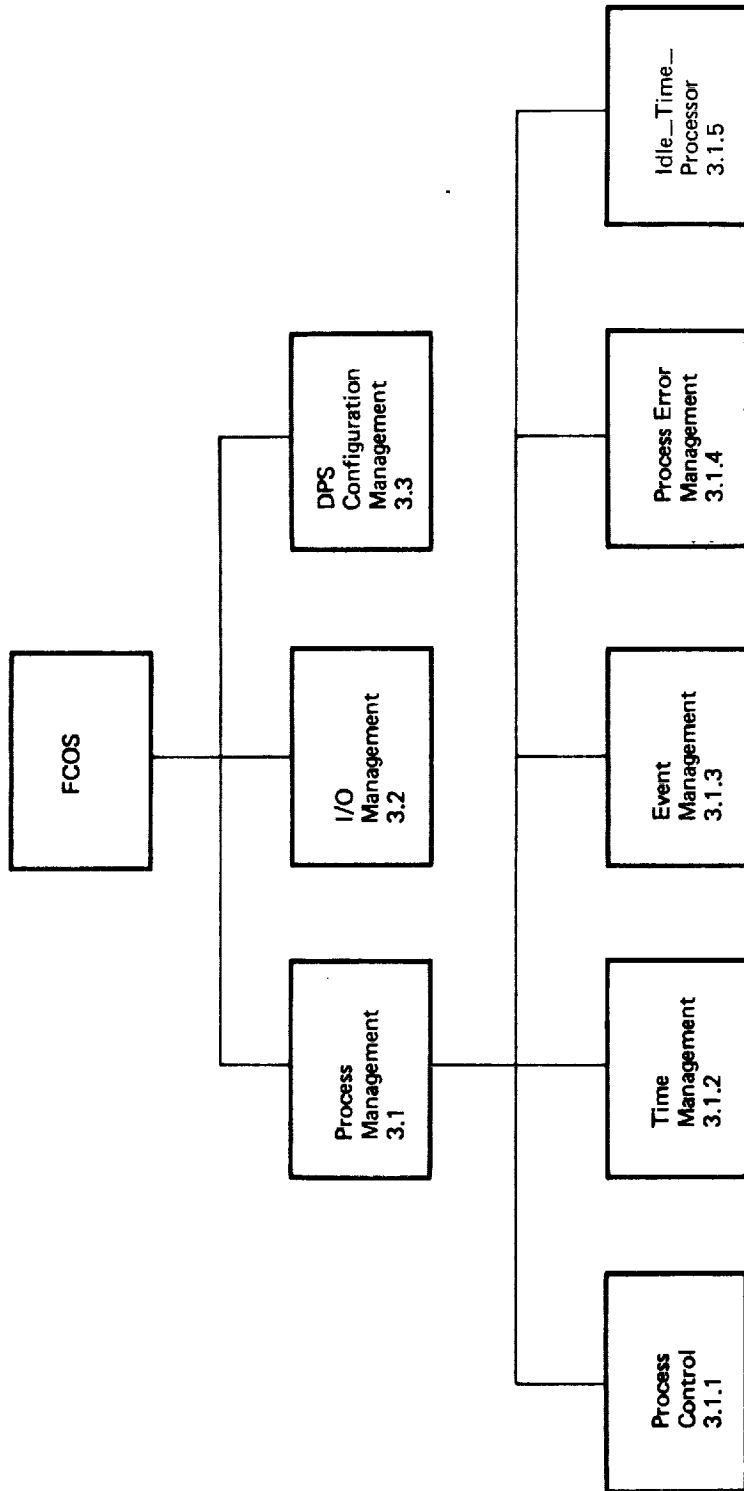 FCOS
Process
Management
3.1
I/O
Management
3.2
DPS
Configuration
Management
3.3
Process
Control
3.1.1
Time
Management
3.1.2
Event
Management
3.1.3
Process Error
Management
3.1.4
Idle_Time_
Processor
3.1.5